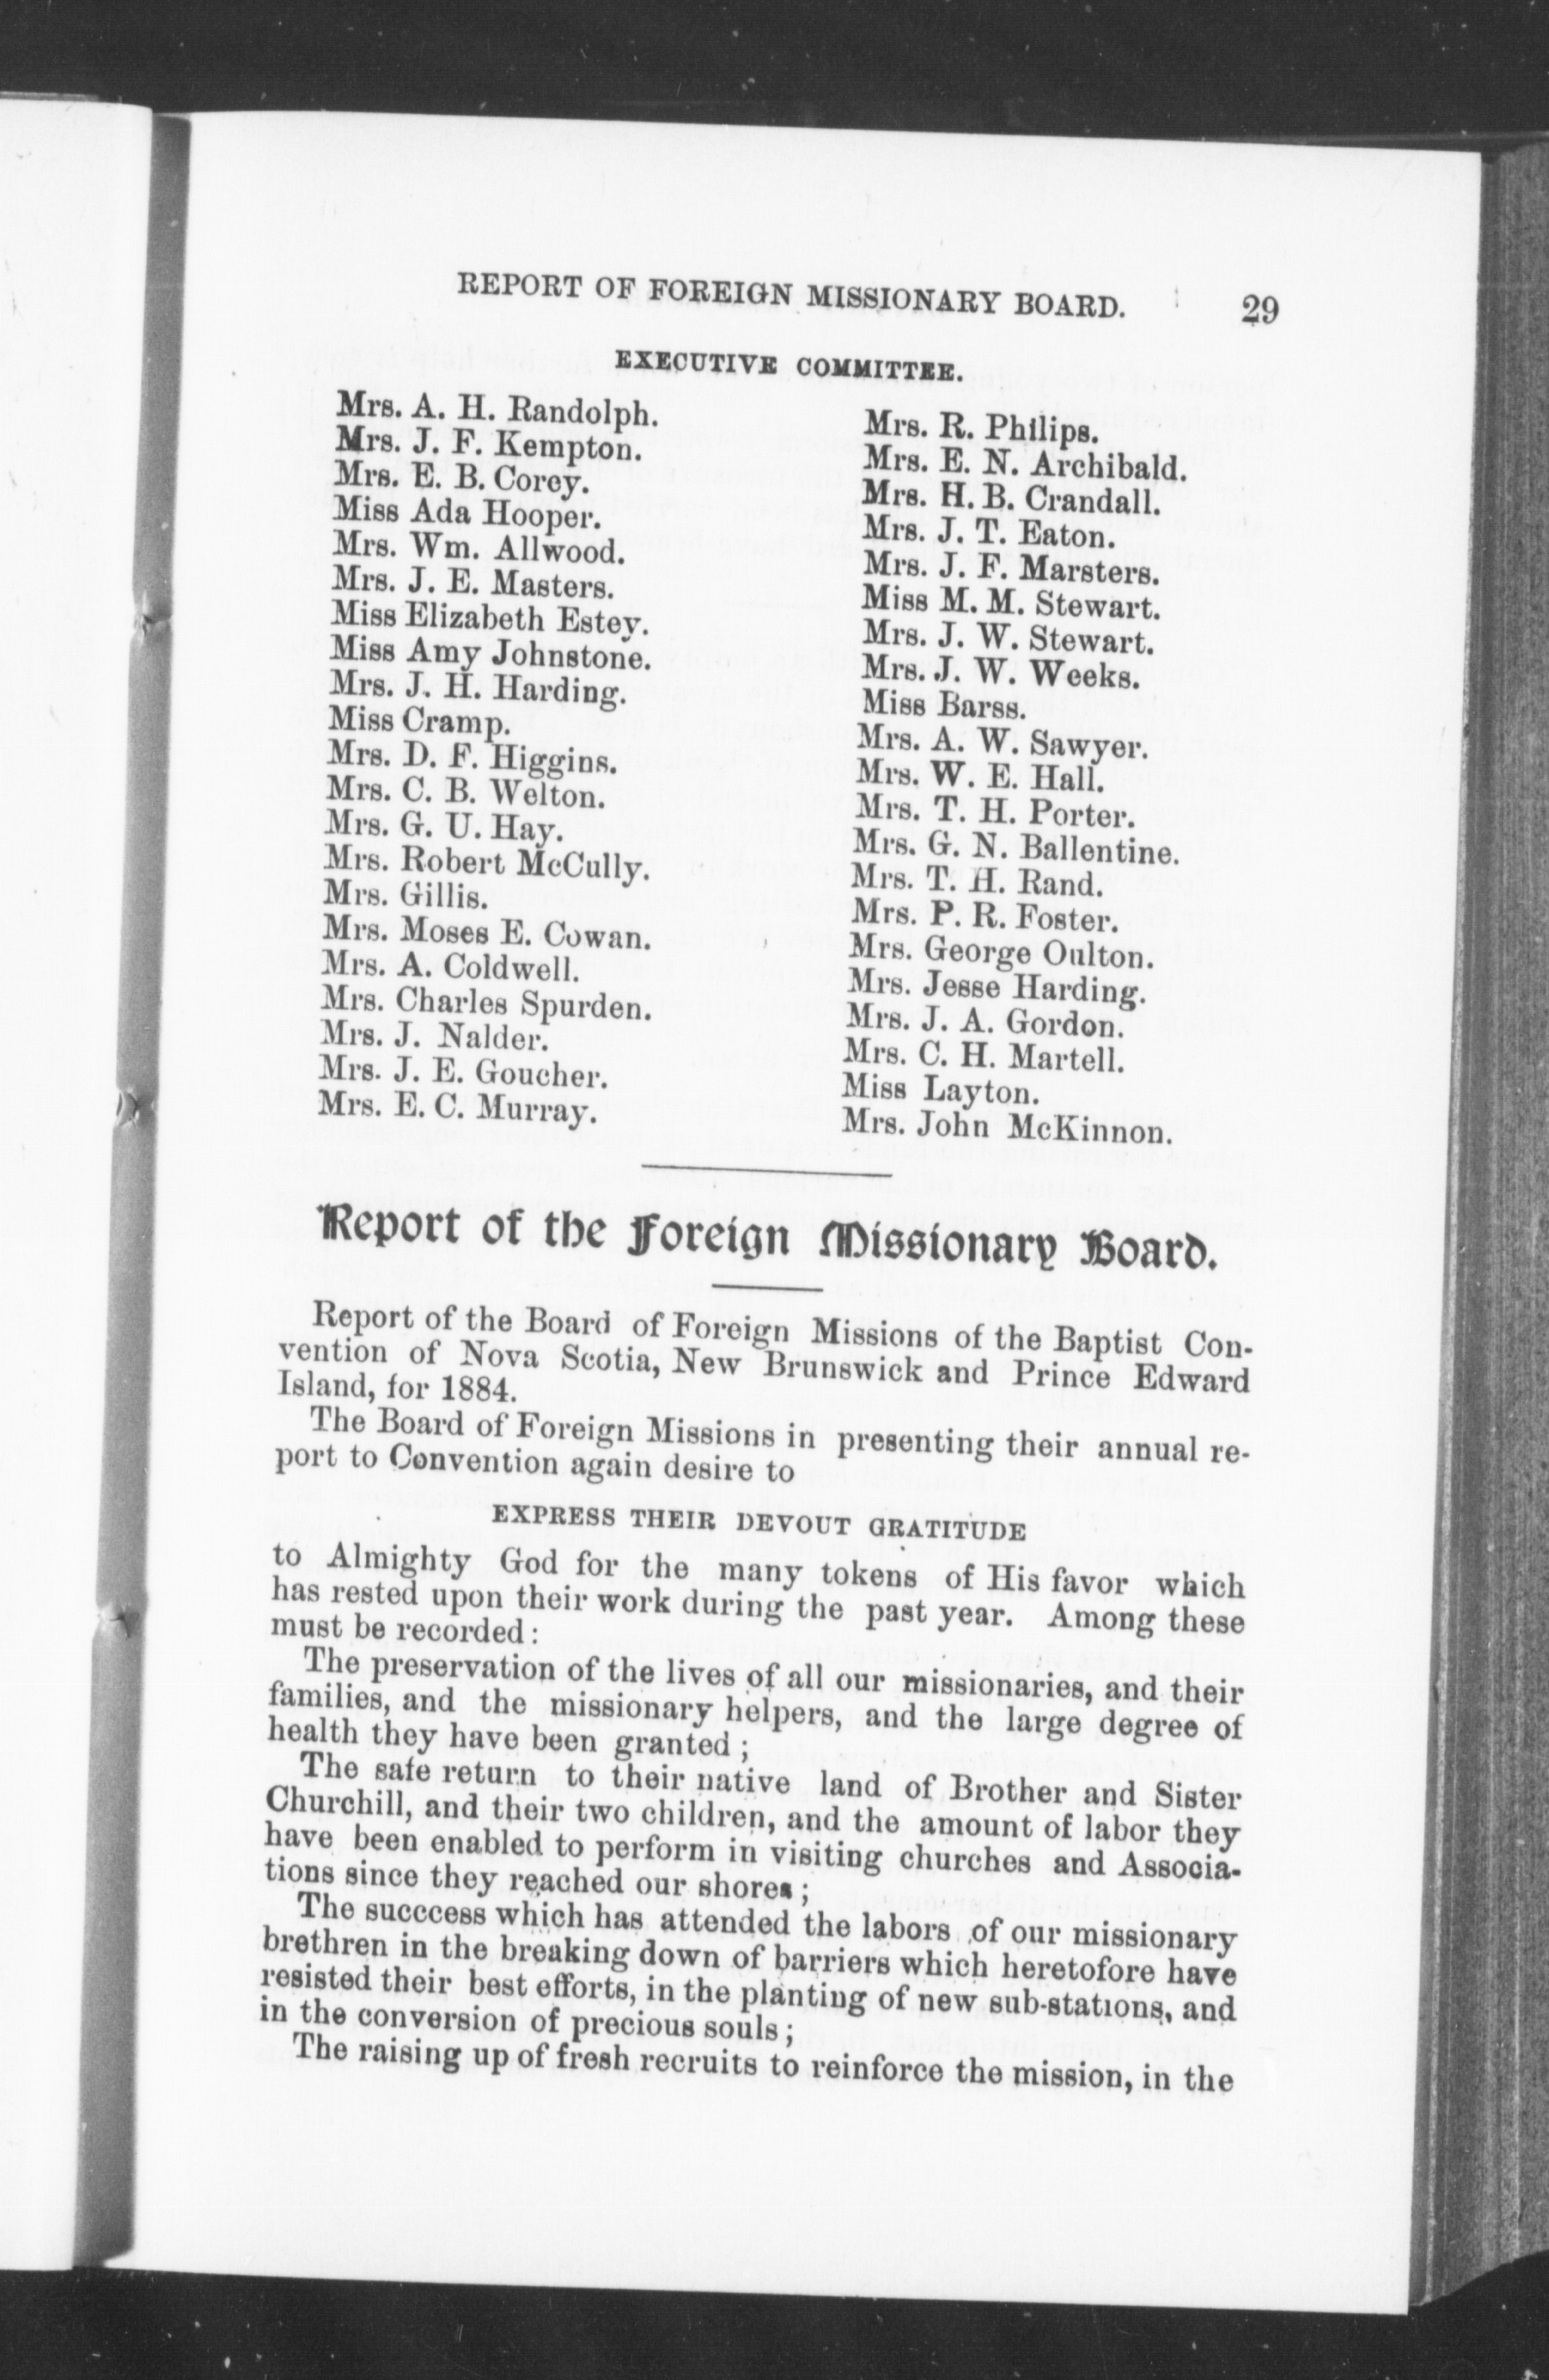 REPORT OF FOREIGN MISSIONARY BOARD. 29
EXECUTIVE COMMITTEE.
Mrs. A. H. Randolph.
Mrs. J. F. Kempton.
Mrs. E. B. Corey.
Miss Ada Hooper.
Mrs. Wm. Allwood.
Mrs. J. E. Masters.
Miss Elizabeth Estey.
Miss Amy Johnstone.
Mrs. J. H. Harding.
Miss Cramp.
Mrs. D. F. Higgins.
Mrs. C. B. Welton.
Mrs. G. U. Hay.
Mrs. Robert McCully.
Mrs. Gillis.
Mrs. Moses E. Cowan.
Mrs. A. Coldwell.
Mrs. Charles Spurden.
Mrs. J. Nalder.
Mrs. J. E. Goucher.
Mrs. E. C. Murray.
Mrs. R. Philips.
Mrs. E. N. Archibald.
Mrs. H. B. Crandall.
Mrs. J. T. Eaton.
Mrs. J. F. Marsters.
Miss M. M. Stewart.
Mrs. J. W. Stewart.
Mrs. J. W. Weeks.
Miss Barss.
Mrs. A. W. Sawyer.
Mrs. W. E. Hall.
Mrs. T. H. Porter.
Mrs. G. N. Ballentine.
Mrs. T. H. Rand.
Mrs. P. R. Foster.
Mrs. George Oulton.
Mrs. Jesse Harding.
Mrs. J. A. Gordon.
Mrs. C. H. Martell.
Miss Layton.
Mrs. John McKinnon.
Report of the Foreign Missionary Board.
Report of the Board of Foreign Missions of the Baptist Con-
vention of Nova Scotia, New Brunswick and Prince Edward
Island, for 1884.
The Board of Foreign Missions in presenting their annual re-
port to Convention again desire to
EXPRESS THEIR DEVOUT GRATITUDE
to Almighty God for the many tokens of His favor which
has rested upon their work during the past year. Among these
must be recorded:
The preservation of the lives of all our missionaries, and their
families, and the missionary helpers, and the large degree of
health they have been granted;
The safe return to their native land of Brother and Sister
Churchill, and their two children, and the amount of labor they
have been enabled to perform in visiting churches and Associa-
tions since they reached our shores;
The succcess which has attended the labors of our missionary
brethren in the breaking down of barriers which heretofore have
resisted their best efforts, in the planting of new sub-stations, and
in the conversion of precious souls;
The raising up of fresh recruits to reinforce the mission, in the